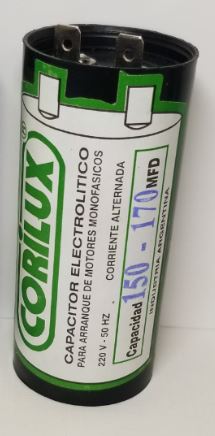 CORILUX
®
CAPACITOR ELECTROLITICO
PARA ARRANQUE DE MOTORES MONOFASICOS
220 V - 50 HZ
CORRIENTE ALTERNADA
Capacidad 150 - 170 MFD
INDUSTRIA ARGENTINA